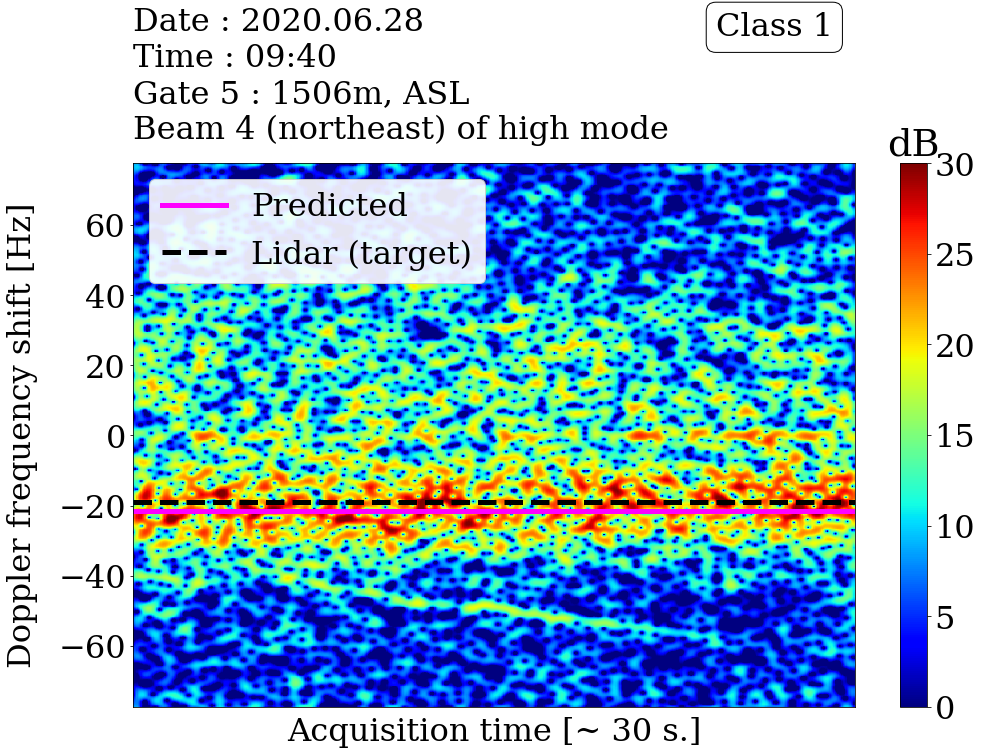 Date : 2020.06.28
Time : 09:40
Gate 5 : 1506m, ASL
Beam 4 (northeast) of high mode
Class 1
dB
Predicted
Lidar (target)
Doppler frequency shift [Hz]
60
40
20
0
−20
−40
−60
30
25
20
15
10
5
0
Acquisition time [~ 30 s.]